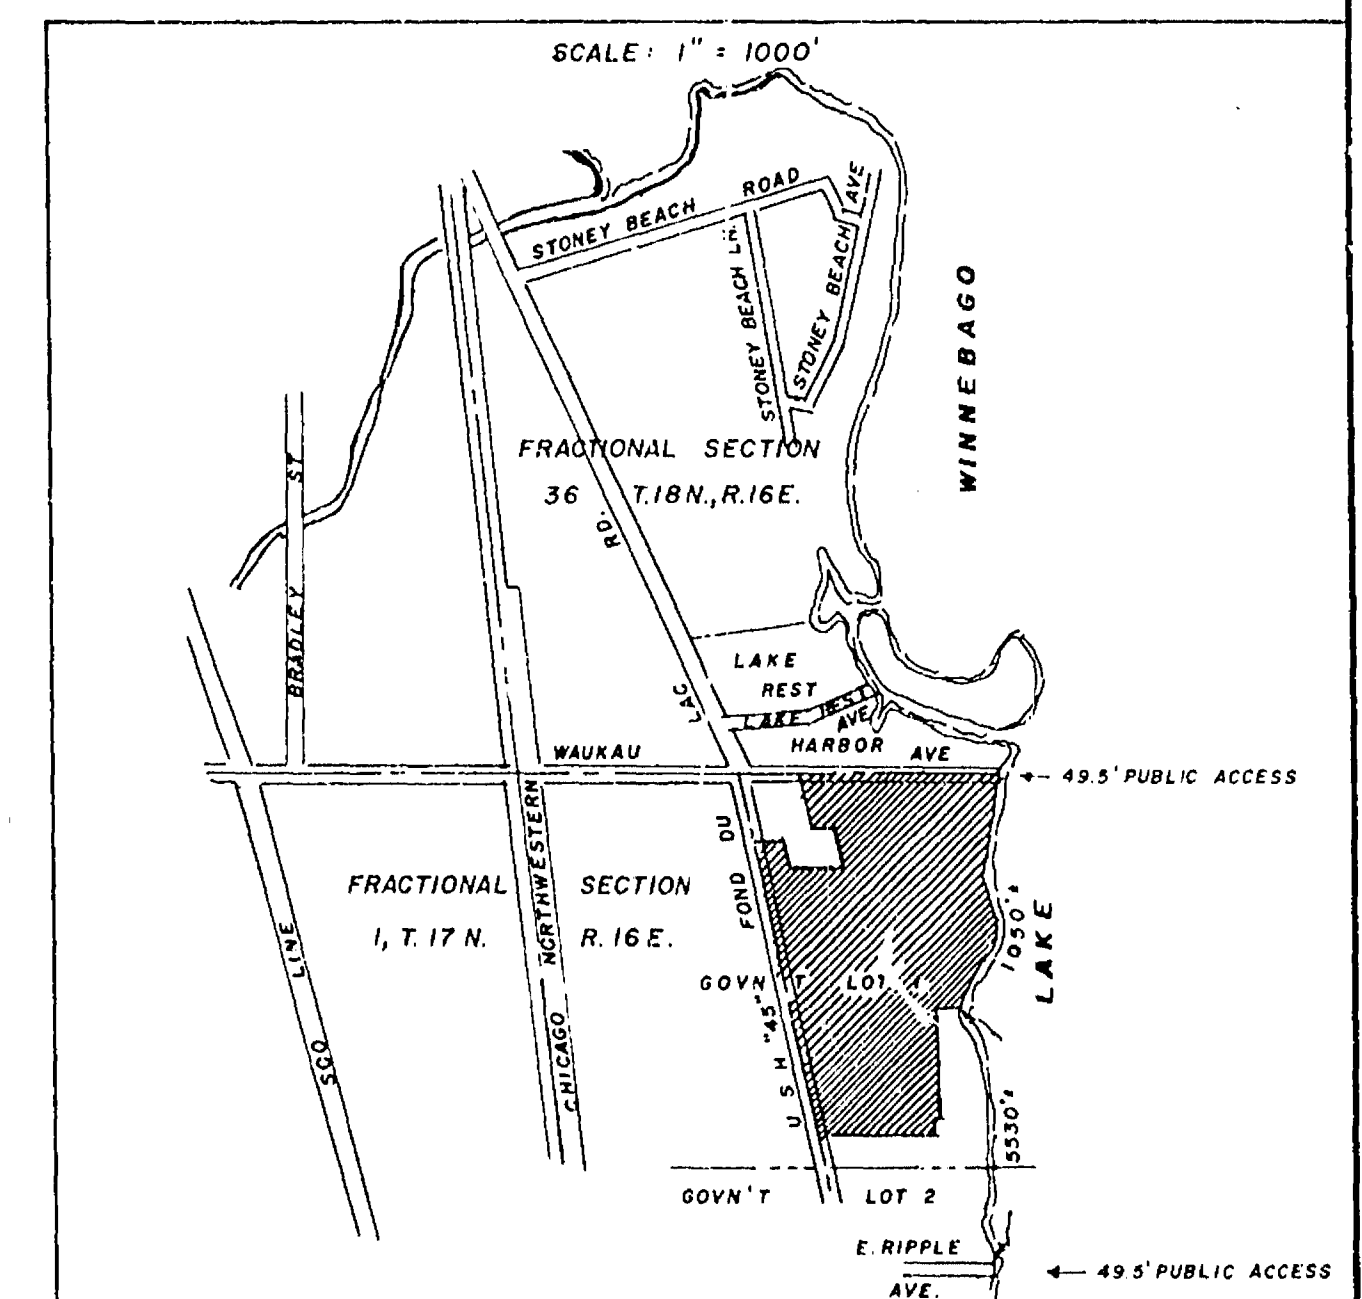 SCALE: 1" = 1000'
STONEY BEACH ROAD
STONEY BEACH LN.
STONEY BEACH AVE
WINNEBAGO
FRACTIONAL SECTION
36 T.18N., R.16E.
RD.
BRADLEY ST
LAKE
REST
LAC
LAKE REST
AVE
HARBOR AVE
WAUKAU
49.5' PUBLIC ACCESS
FOND DU
NORTHWESTERN
FRACTIONAL SECTION
1, T. 17 N. R. 16 E.
1050'±
LAKE
LINE
GOVN'T LOT 1
USH "45"
CHICAGO
SOO
5530'±
GOVN'T LOT 2
E. RIPPLE
AVE.
49.5' PUBLIC ACCESS